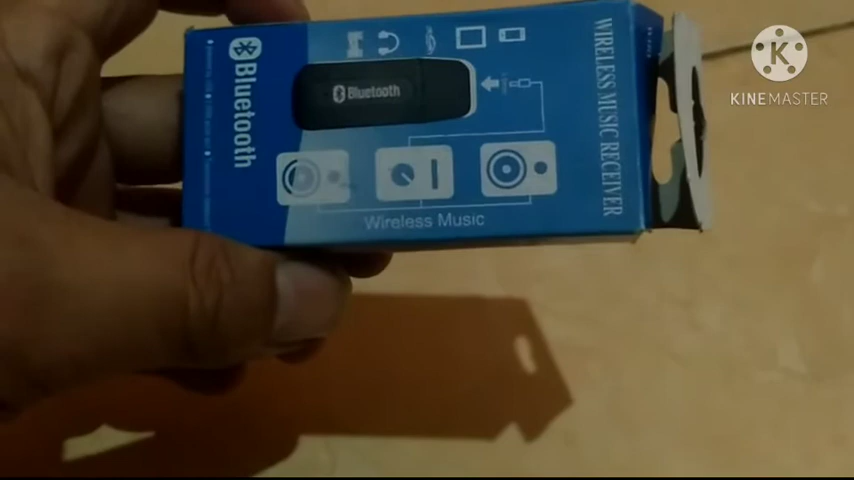 Bluetooth
Bluetooth
WIRELESS MUSIC RECEIVER
Wireless Music
KINEMASTER